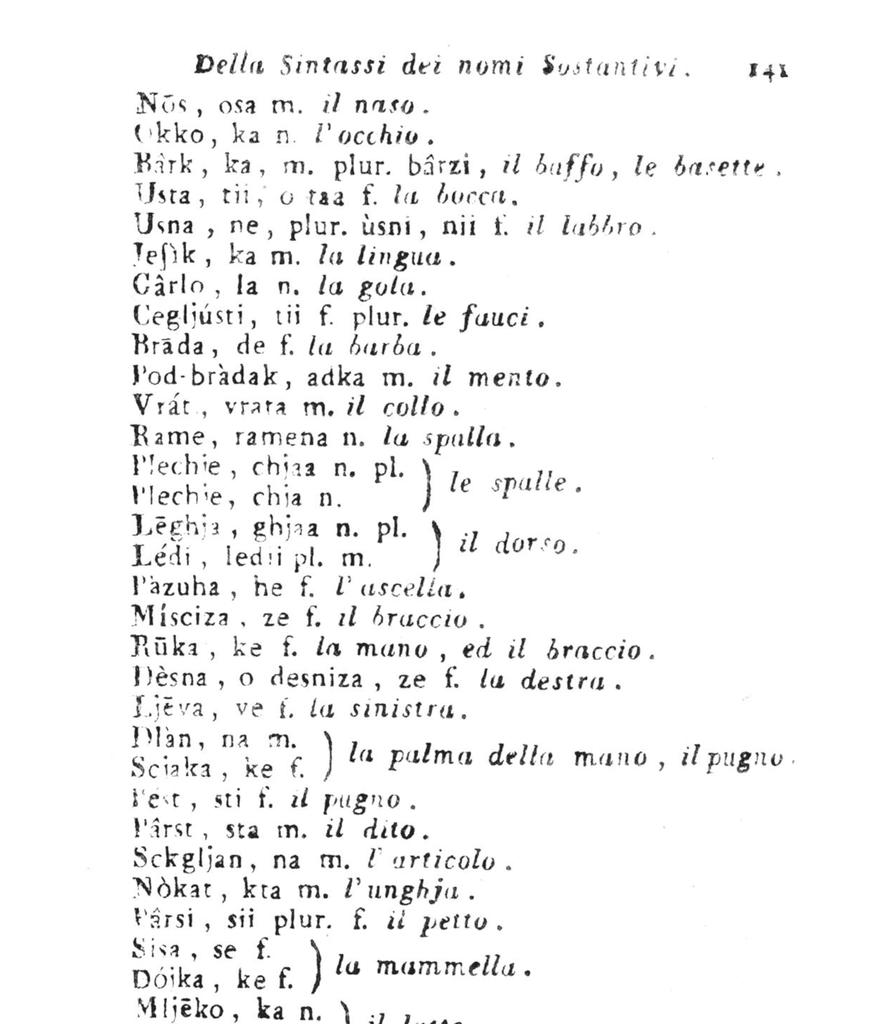 Della Sintassi dei nomi Sostantivi. 141
Nōs, osa m. il naso.
Okko, ka n. l'occhio.
Bârk, ka, m. plur. bârzi, il baffo, le basette.
Usta, tii, o taa f. la bocca.
Usna, ne, plur. ùsni, nii f. il labbro.
Jeſìk, ka m. la lingua.
Gârlo, la n. la gola.
Cegljústi, tii f. plur. le fauci.
Brāda, de f. la barba.
Pod-bràdak, adka m. il mento.
Vrát, vrata m. il collo.
Rame, ramena n. la spalla.
Plechie, chjaa n. pl.
Plechie, chja n. } le spalle.
Lēghja, ghjaa n. pl.
Lédi, ledii pl. m. } il dorso.
Pàzuha, he f. l'ascella.
Mísciza, ze f. il braccio.
Rūka, ke f. la mano, ed il braccio.
Dèsna, o desniza, ze f. la destra.
Ljēva, ve f. la sinistra.
Dlàn, na m.
Sciaka, ke f. } la palma della mano, il pugno.
Pest, sti f. il pugno.
Pârst, sta m. il dito.
Sckgljan, na m. l'articolo.
Nòkat, kta m. l'unghja.
Pârsi, sii plur. f. il petto.
Sisa, se f.
Dóika, ke f. } la mammella.
Mljēko, ka n. } il